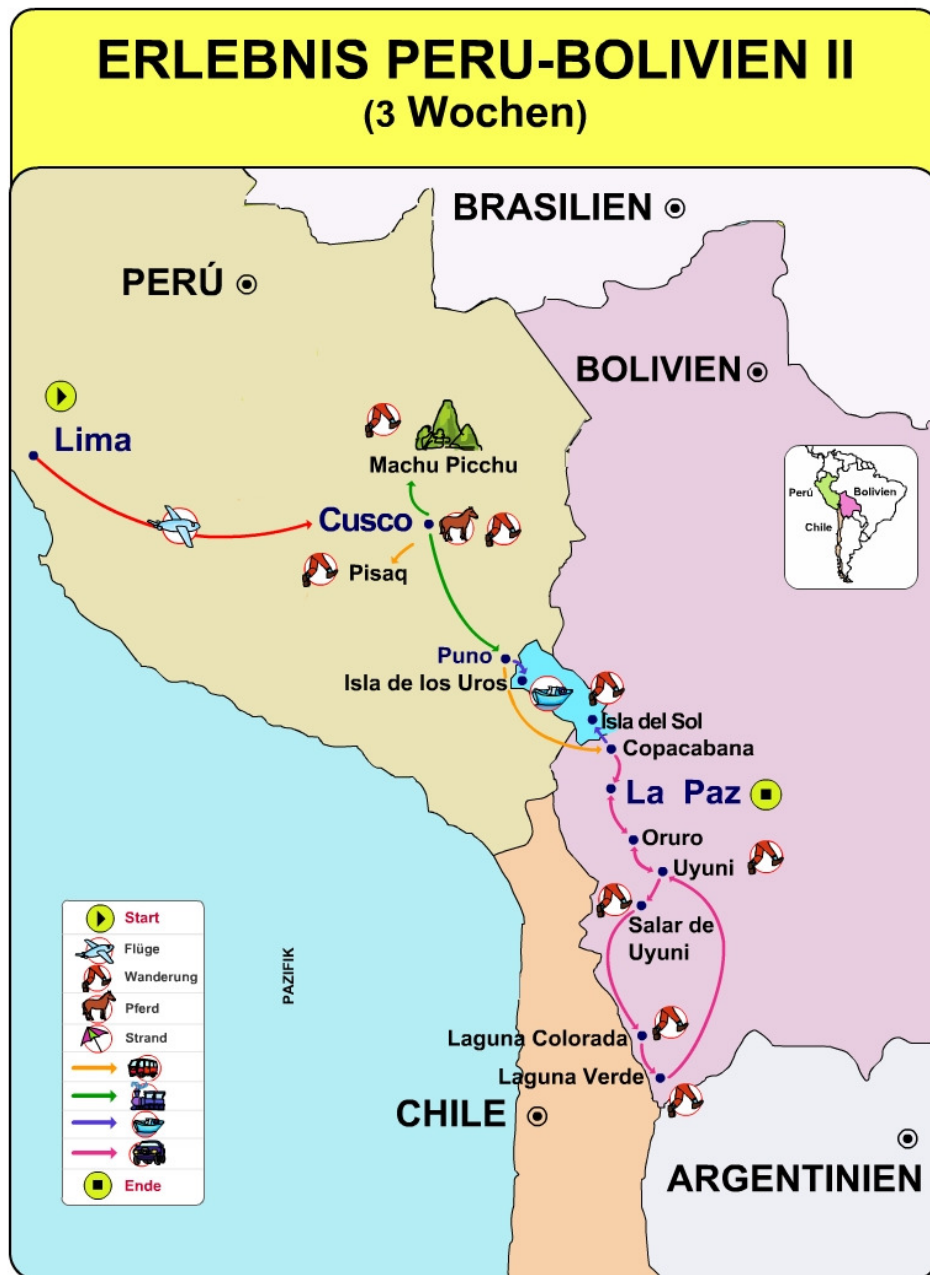 ERLEBNIS PERU-BOLIVIEN II
(3 Wochen)
BRASILIEN
PERÚ
BOLIVIEN
Lima
Machu Picchu
Perú
Bolivien
Chile
Cusco
Pisaq
Puno
Isla de los Uros
Isla del Sol
Copacabana
La Paz
Oruro
Uyuni
Salar de
Uyuni
Start
Flüge
Wanderung
Pferd
Strand
Ende
PAZIFIK
Laguna Colorada
Laguna Verde
CHILE
ARGENTINIEN